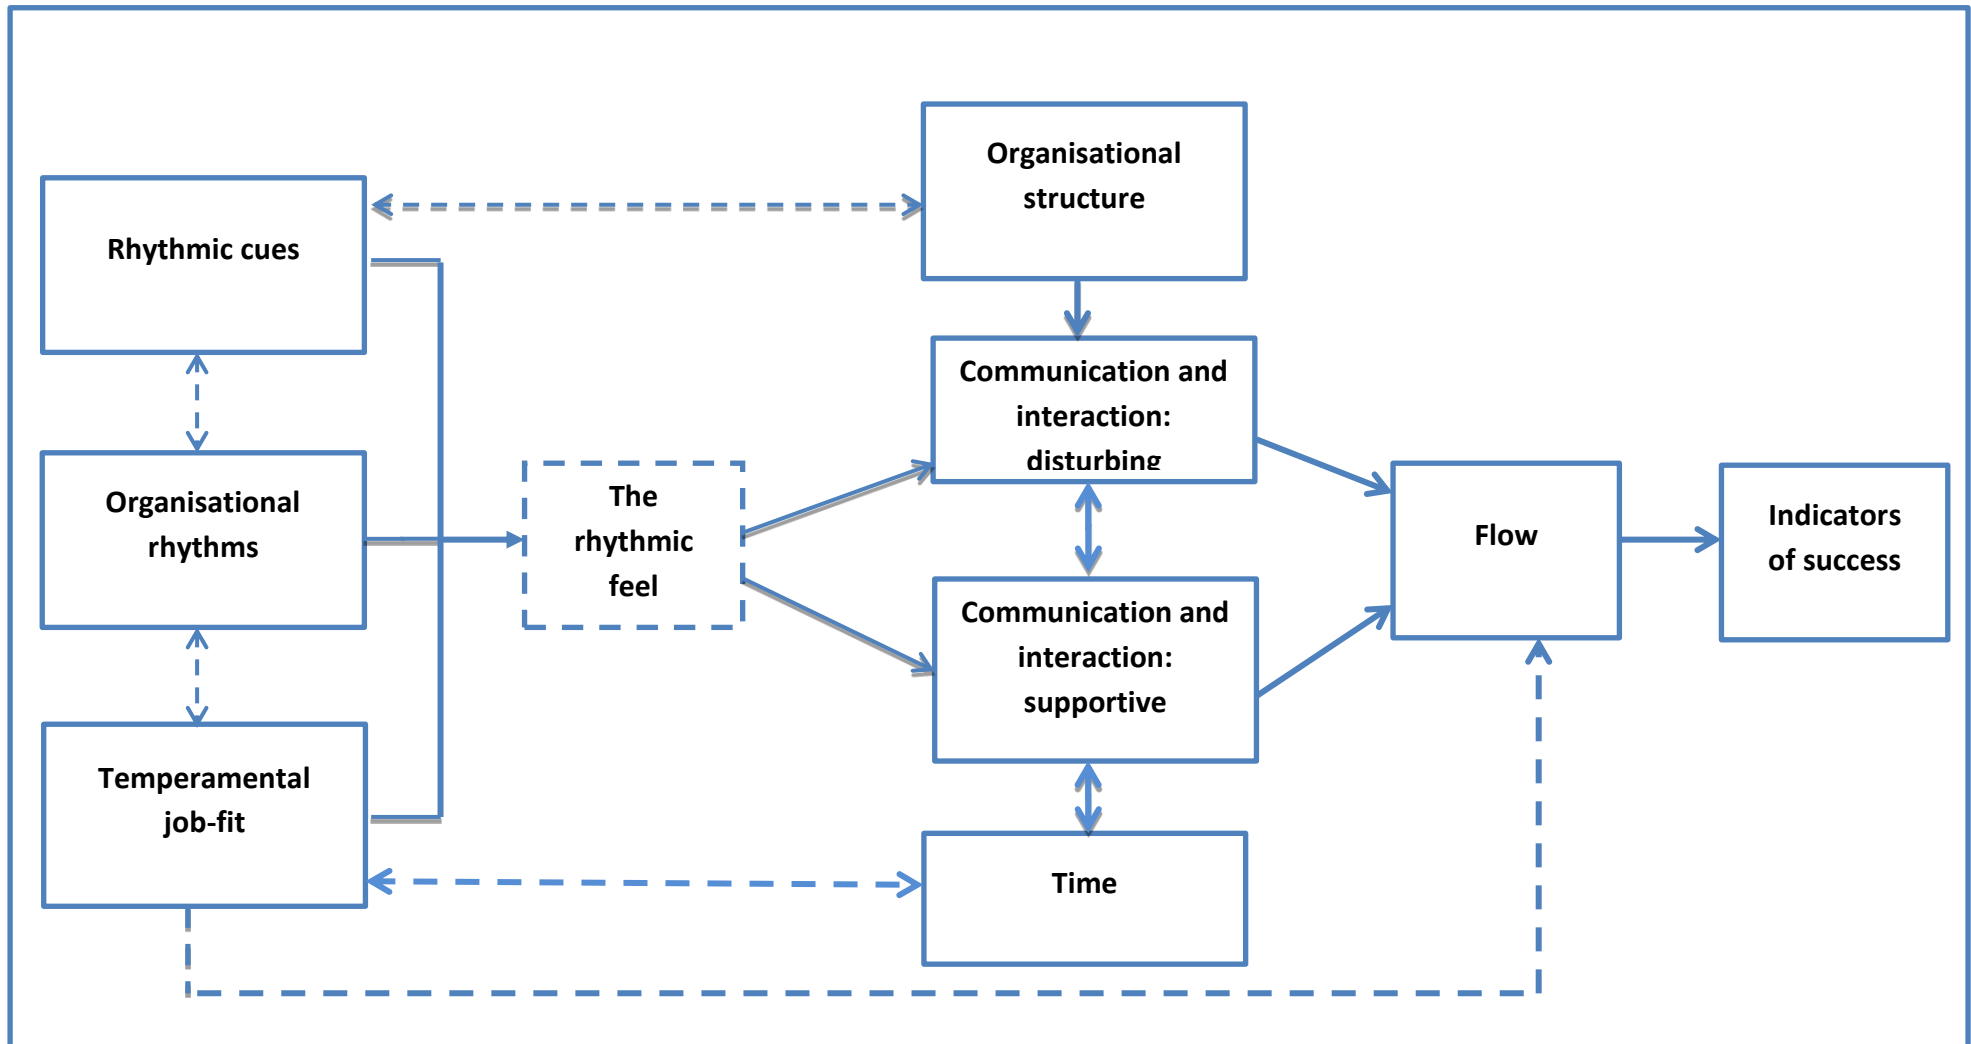 Organisational
structure
Rhythmic cues
Communication and
interaction:
disturbing
Organisational
rhythms
The
rhythmic
feel
Flow
Indicators
of success
Communication and
interaction:
supportive
Temperamental
job-fit
Time